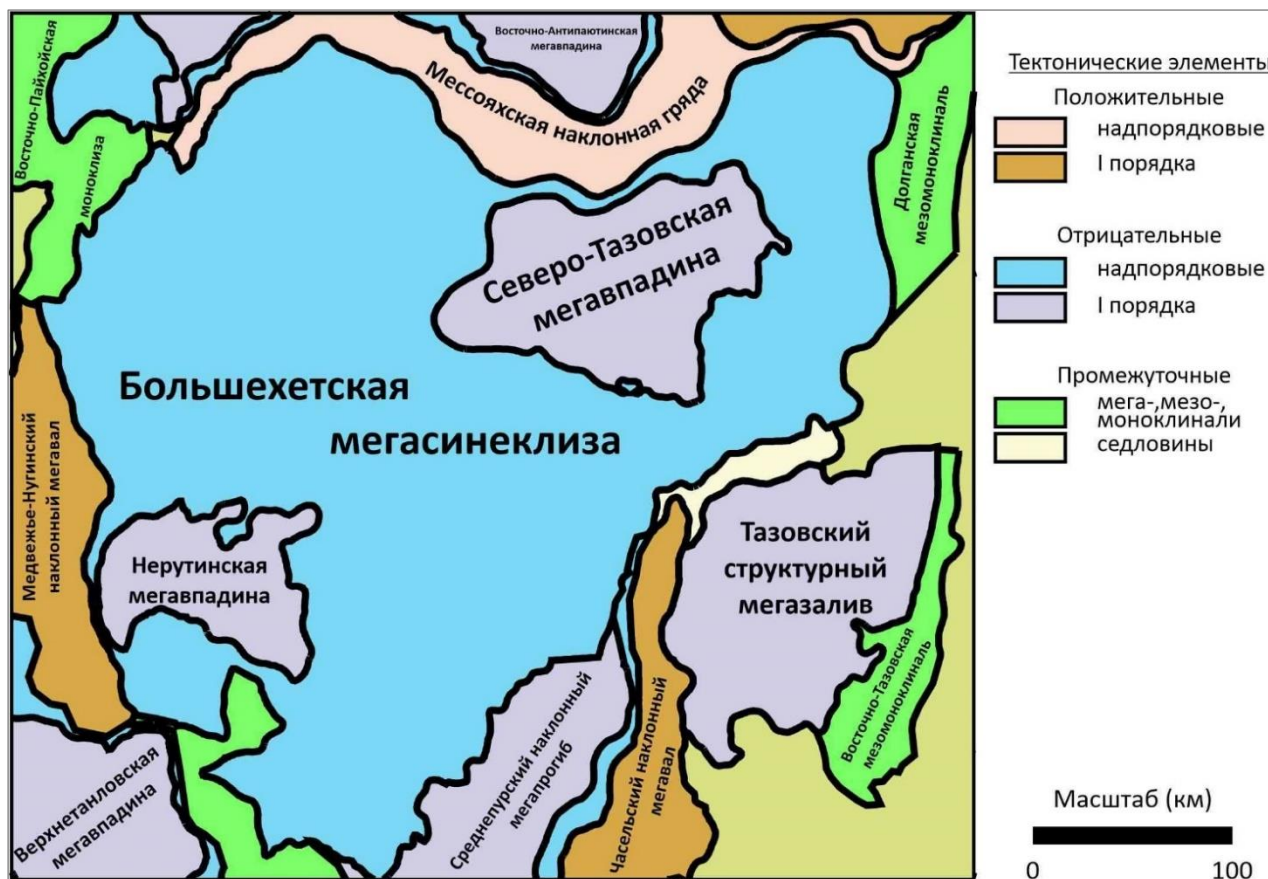 Восточно-Антипаютинская
мегавпадина
Восточно-Пайхойская
моноклиза
Мессояхская наклонная гряда
Долганская
мезомоноклиналь
Северо-Тазовская
мегавпадина
Большехетская
мегасинеклиза
Медвежье-Нугинский
наклонный мегавал
Нерутинская
мегавпадина
Тазовский
структурный
мегазалив
Восточно-Тазовская
мезомоноклиналь
Верхнетанловская
мегавпадина
Среднепурский наклонный
мегапрогиб
Часельский наклонный
мегавал
Тектонические элементы
Положительные
надпорядковые
I порядка
Отрицательные
надпорядковые
I порядка
Промежуточные
мега-,мезо-,
моноклинали
седловины
Масштаб (км)
0 100